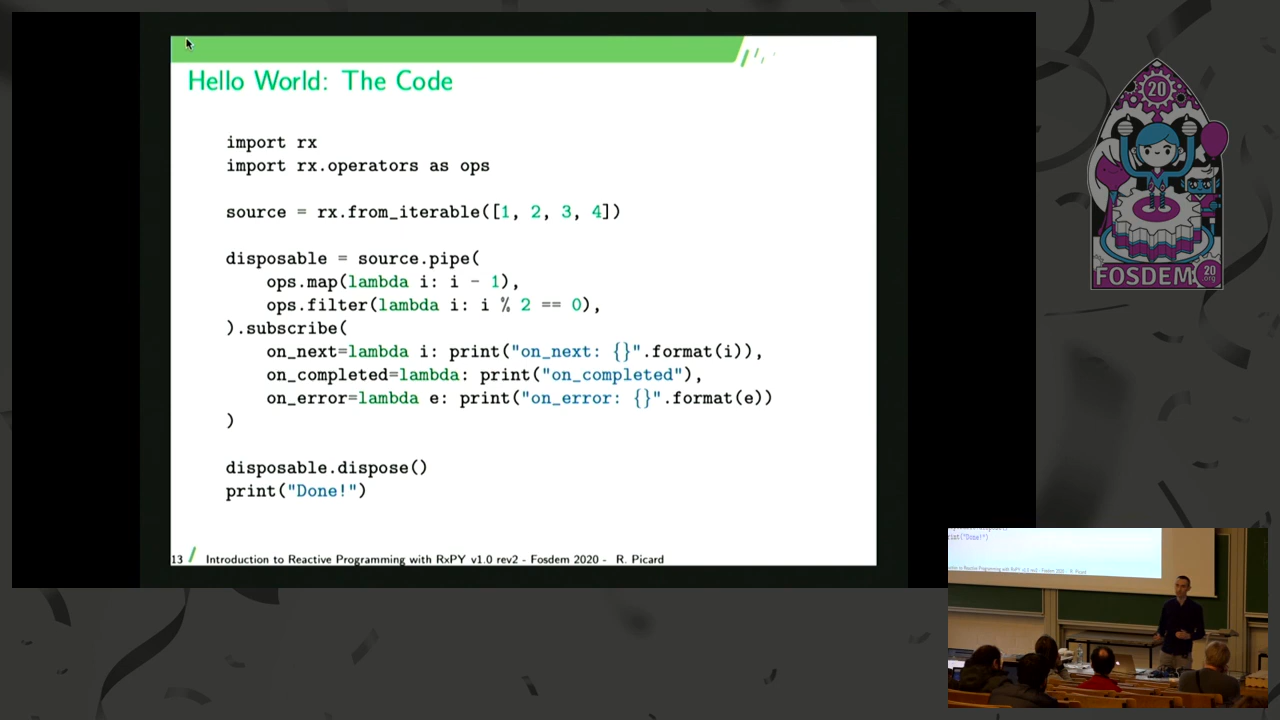 Hello World: The Code
import rx
import rx.operators as ops
source = rx.from_iterable([1, 2, 3, 4])
disposable = source.pipe(
    ops.map(lambda i: i - 1),
    ops.filter(lambda i: i % 2 == 0),
).subscribe(
    on_next=lambda i: print("on_next: {}".format(i)),
    on_completed=lambda: print("on_completed"),
    on_error=lambda e: print("on_error: {}".format(e))
)
disposable.dispose()
print("Done!")
13 Introduction to Reactive Programming with RxPY v1.0 rev2 - Fosdem 2020 - R. Picard
20
FOSDEM 20
.org
rint("Done!")